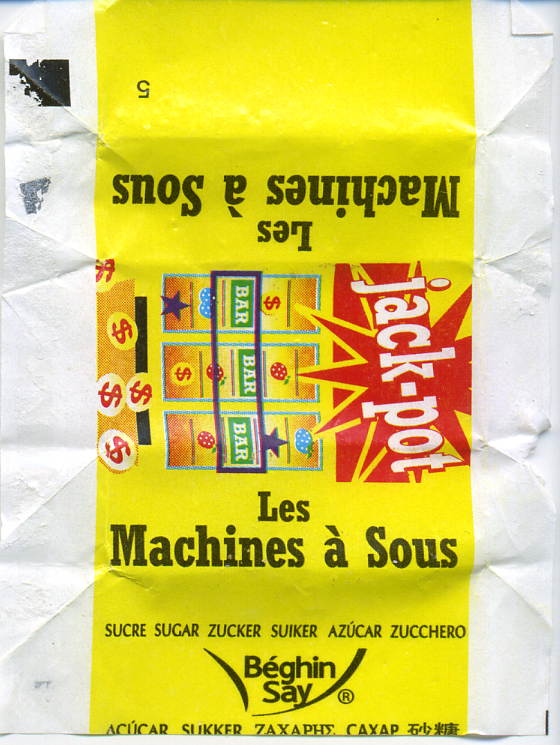 5
Les
Machines à Sous
jack-pot
BAR
BAR
BAR
$
$
$
$
$
$
Les
Machines à Sous
SUCRE SUGAR ZUCKER SUIKER AZÚCAR ZUCCHERO
Béghin
Say ®
AÇÚCAR SUKKER ΖΑΧΑΡΗΣ CAXAP 砂糖